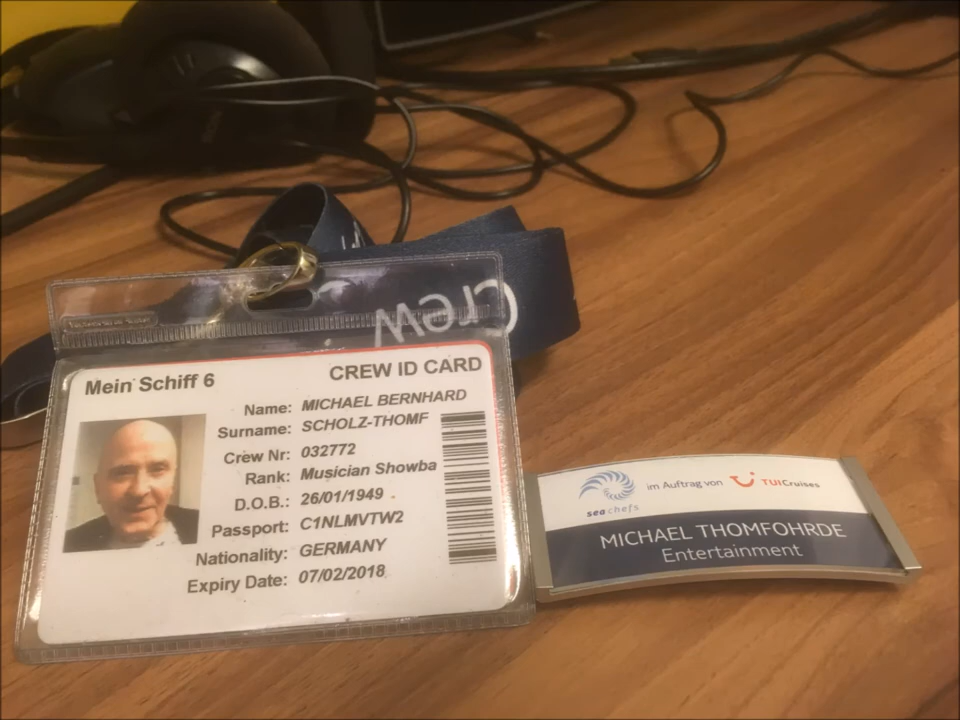 crew
Mein Schiff 6
CREW ID CARD
Name: MICHAEL BERNHARD
Surname: SCHOLZ-THOMF
Crew Nr: 032772
Rank: Musician Showba
D.O.B.: 26/01/1949
Passport: C1NLMVTW2
Nationality: GERMANY
Expiry Date: 07/02/2018
sea chefs
im Auftrag von TUI Cruises
MICHAEL THOMFOHRDE
Entertainment